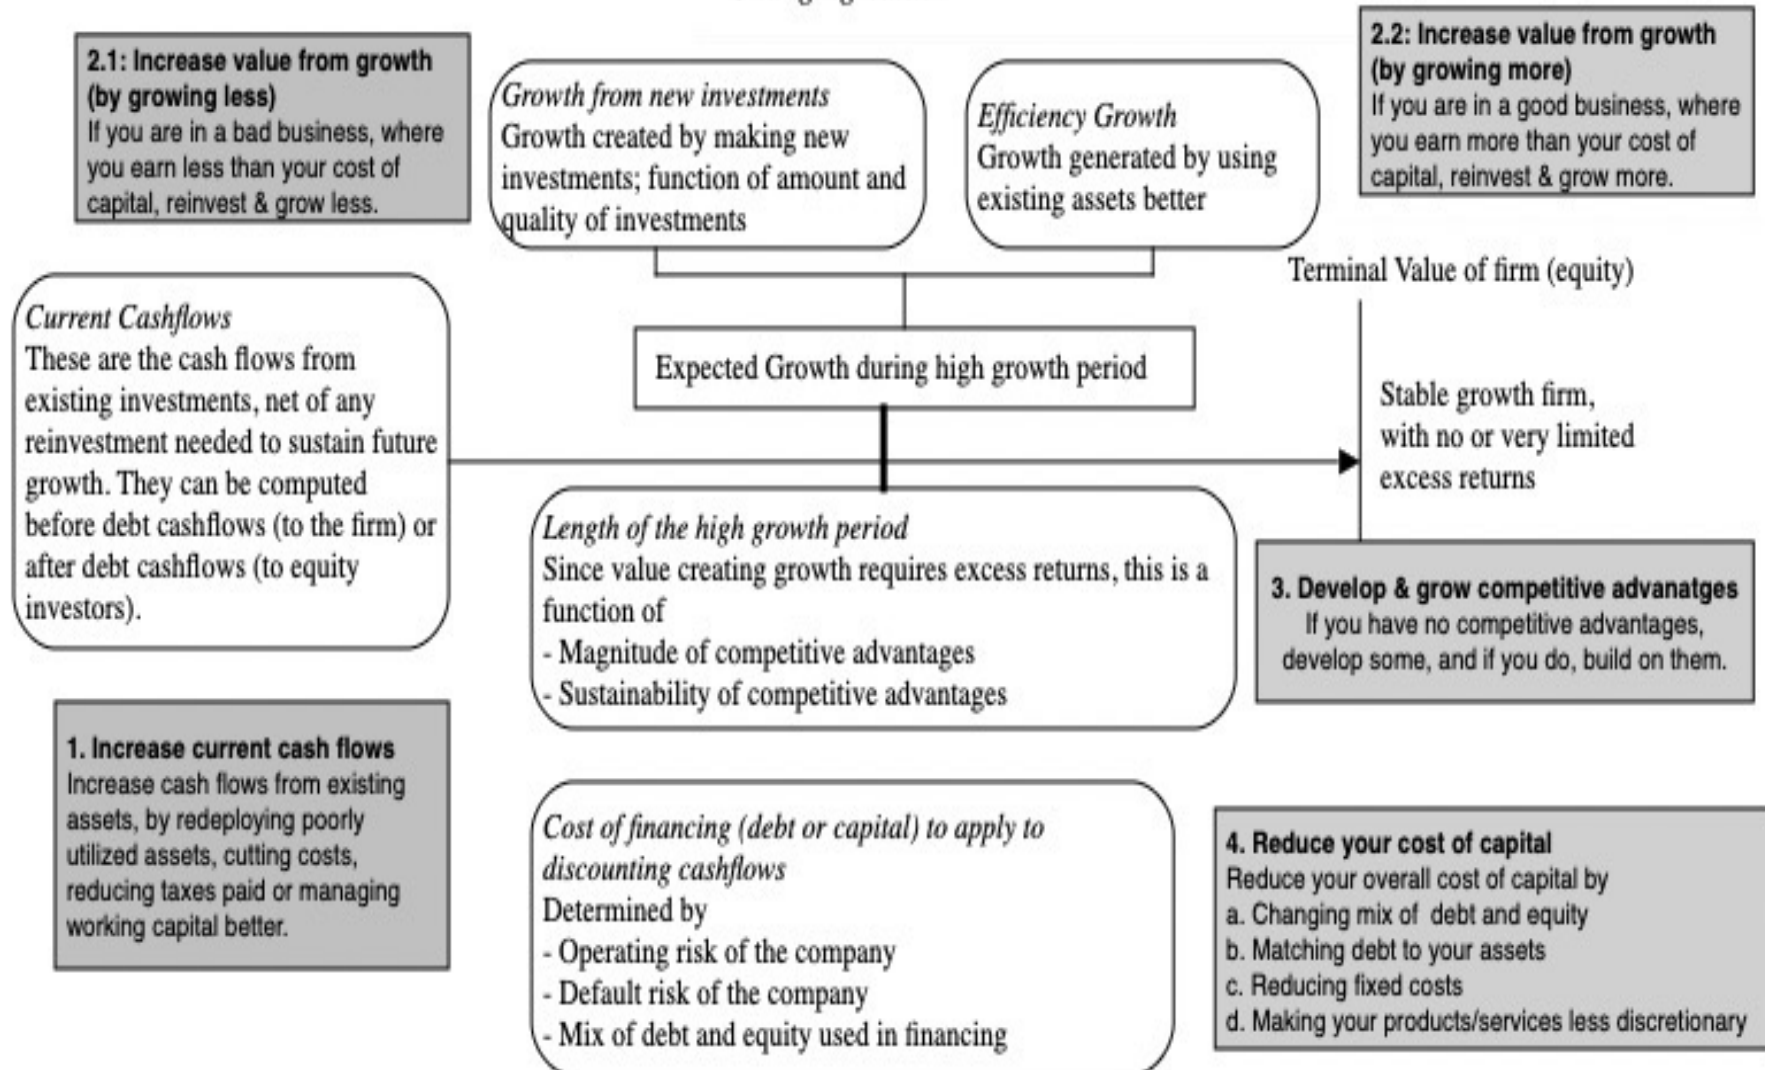 2.1: Increase value from growth
(by growing less)
If you are in a bad business, where
you earn less than your cost of
capital, reinvest & grow less.
Growth from new investments
Growth created by making new
investments; function of amount and
quality of investments
Efficiency Growth
Growth generated by using
existing assets better
2.2: Increase value from growth
(by growing more)
If you are in a good business, where
you earn more than your cost of
capital, reinvest & grow more.
Terminal Value of firm (equity)
Current Cashflows
These are the cash flows from
existing investments, net of any
reinvestment needed to sustain future
growth. They can be computed
before debt cashflows (to the firm) or
after debt cashflows (to equity
investors).
Expected Growth during high growth period
Stable growth firm,
with no or very limited
excess returns
Length of the high growth period
Since value creating growth requires excess returns, this is a
function of
- Magnitude of competitive advantages
- Sustainability of competitive advantages
3. Develop & grow competitive advanatges
If you have no competitive advantages,
develop some, and if you do, build on them.
1. Increase current cash flows
Increase cash flows from existing
assets, by redeploying poorly
utilized assets, cutting costs,
reducing taxes paid or managing
working capital better.
Cost of financing (debt or capital) to apply to
discounting cashflows
Determined by
- Operating risk of the company
- Default risk of the company
- Mix of debt and equity used in financing
4. Reduce your cost of capital
Reduce your overall cost of capital by
a. Changing mix of debt and equity
b. Matching debt to your assets
c. Reducing fixed costs
d. Making your products/services less discretionary